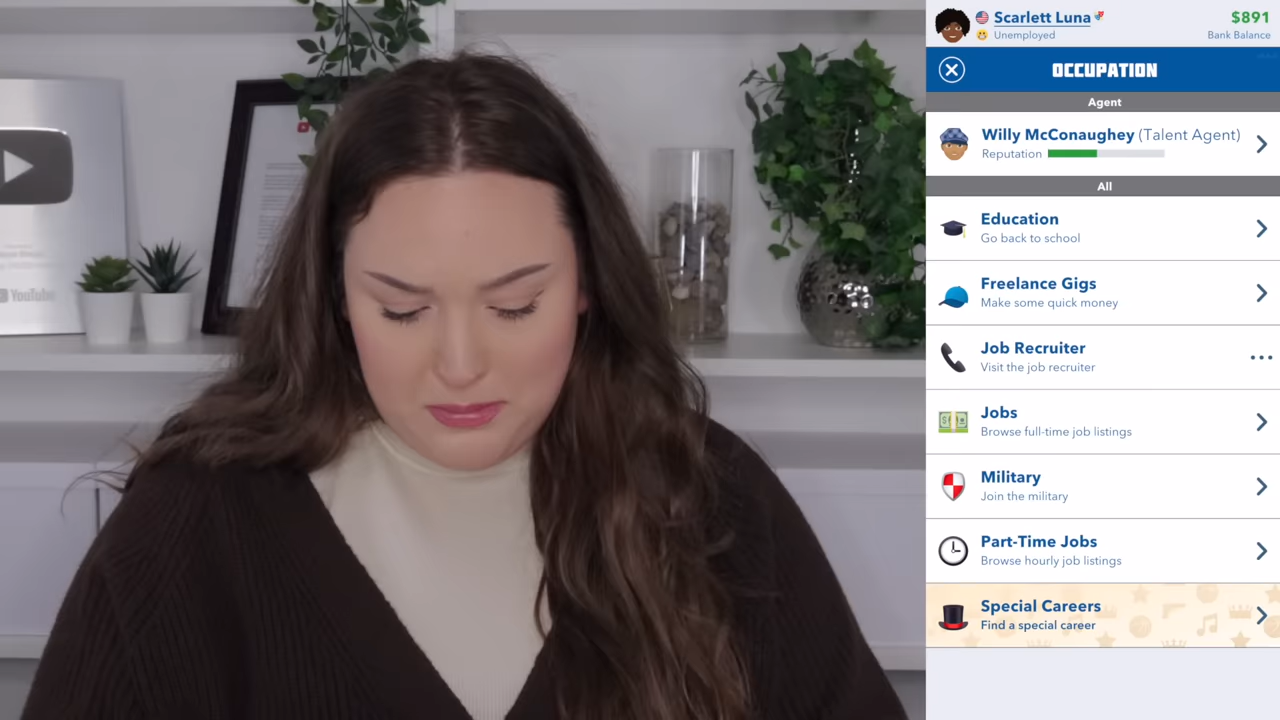 YouTube
Scarlett Luna
Unemployed
$891
Bank Balance
OCCUPATION
Agent
Willy McConaughey (Talent Agent)
Reputation
All
Education
Go back to school
Freelance Gigs
Make some quick money
Job Recruiter
Visit the job recruiter
Jobs
Browse full-time job listings
Military
Join the military
Part-Time Jobs
Browse hourly job listings
Special Careers
Find a special career